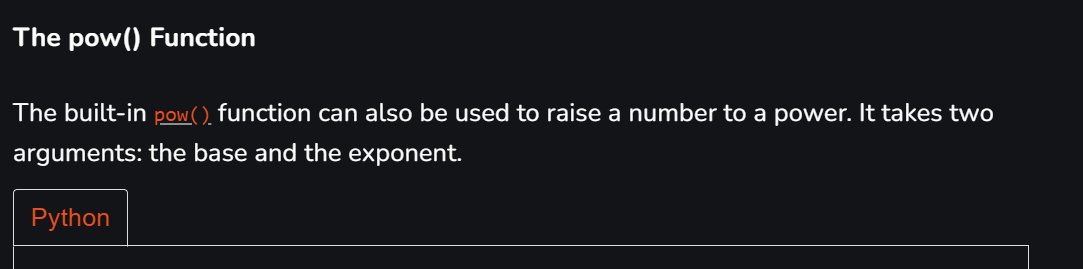 The pow() Function
The built-in pow() function can also be used to raise a number to a power. It takes two
arguments: the base and the exponent.
Python